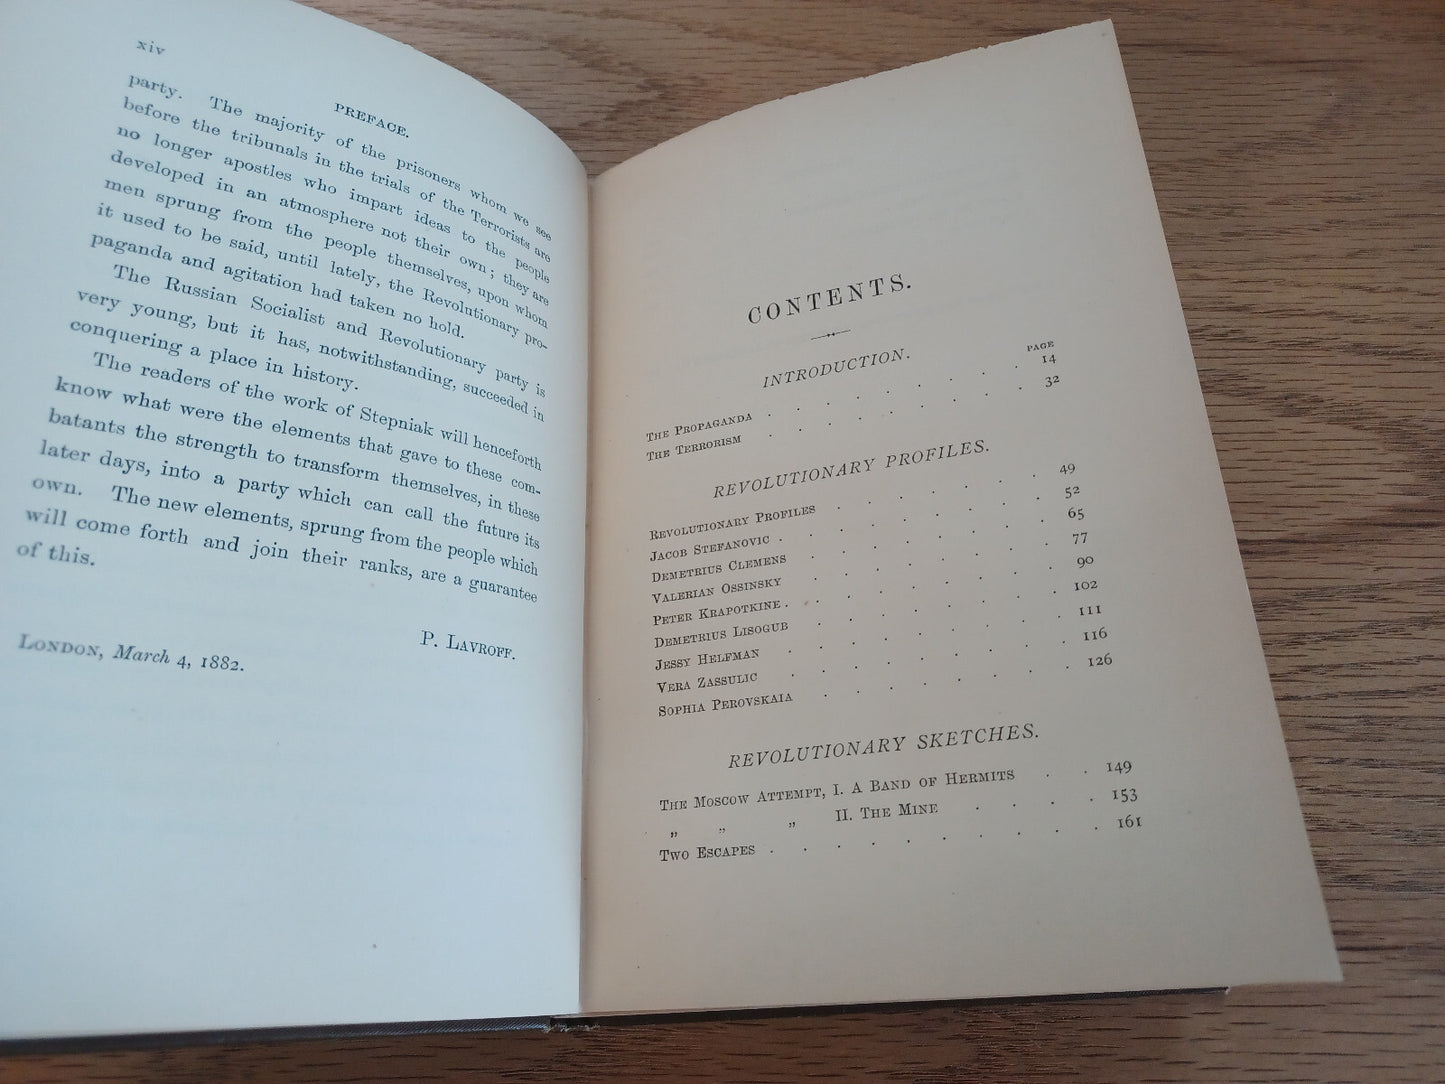 xiv
PREFACE.
party. The majority of the prisoners whom we see
before the tribunals in the trials of the Terrorists are
no longer apostles who impart ideas to the people
developed in an atmosphere not their own; they are
men sprung from the people themselves, upon whom
it used to be said, until lately, the Revolutionary pro-
paganda and agitation had taken no hold.
The Russian Socialist and Revolutionary party is
very young, but it has, notwithstanding, succeeded in
conquering a place in history.
The readers of the work of Stepniak will henceforth
know what were the elements that gave to these com-
batants the strength to transform themselves, in these
later days, into a party which can call the future its
own. The new elements, sprung from the people which
will come forth and join their ranks, are a guarantee
of this.
P. LAVROFF.
LONDON, March 4, 1882.
CONTENTS.
INTRODUCTION.
PAGE
THE PROPAGANDA . . . . . . . 14
THE TERRORISM . . . . . . . 32
REVOLUTIONARY PROFILES.
REVOLUTIONARY PROFILES . . . . . 49
JACOB STEFANOVIC . . . . . . . 52
DEMETRIUS CLEMENS . . . . . . 65
VALERIAN OSSINSKY . . . . . . 77
PETER KRAPOTKINE . . . . . . . 90
DEMETRIUS LISOGUB . . . . . . 102
JESSY HELFMAN . . . . . . . 111
VERA ZASSULIC . . . . . . . 116
SOPHIA PEROVSKAIA . . . . . . 126
REVOLUTIONARY SKETCHES.
THE MOSCOW ATTEMPT, I. A BAND OF HERMITS . . 149
„ „ „ II. THE MINE . . . . 153
TWO ESCAPES . . . . . . . . . 161